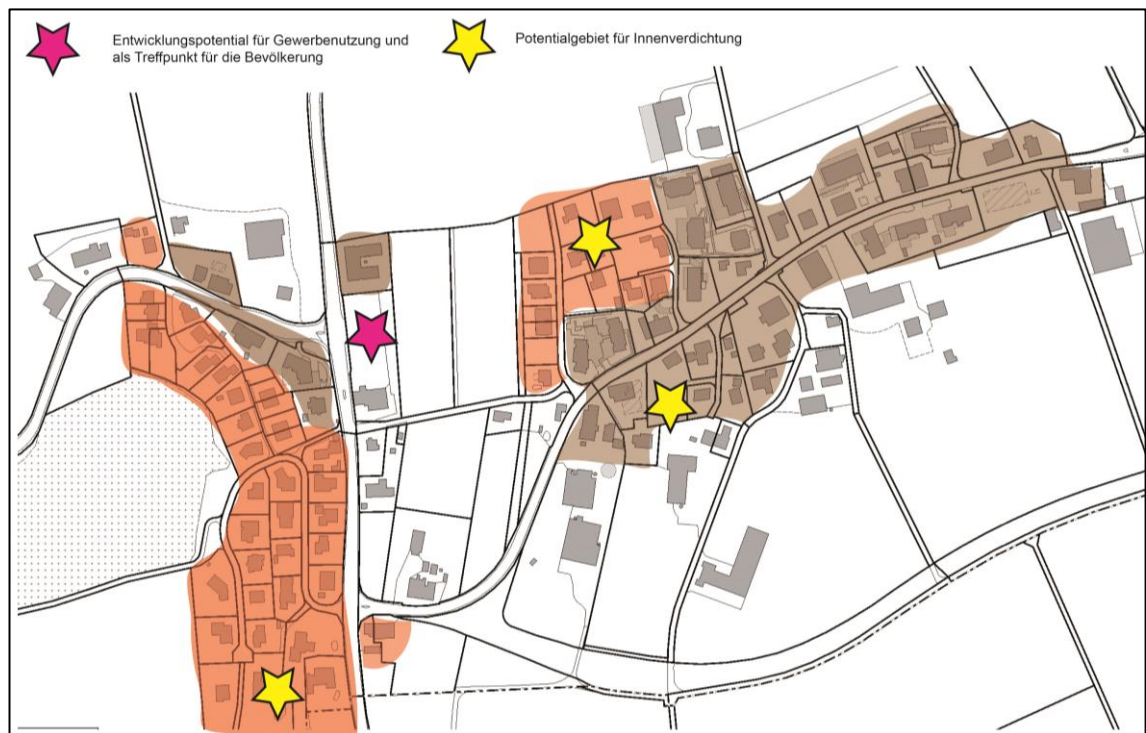 Entwicklungspotential für Gewerbenutzung und
als Treffpunkt für die Bevölkerung
Potentialgebiet für Innenverdichtung